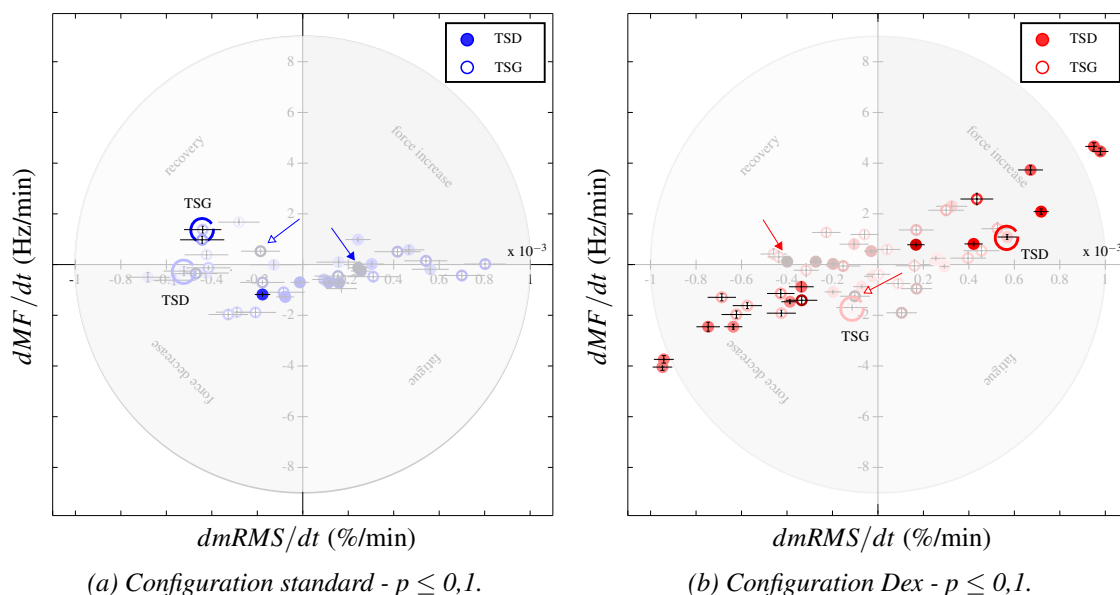 TSD
TSG
8
6
4
2
-2
-4
-6
-8
-1
-0.8
-0.6
-0.4
-0.2
0
0.2
0.4
0.6
0.8
1
x 10⁻³
recovery
force increase
force decrease
fatigue
TSG
TSD
dMF/dt (Hz/min)
dmRMS/dt (%/min)
(a) Configuration standard - p ≤ 0,1.
TSD
TSG
8
6
4
2
-2
-4
-6
-8
-1
-0.8
-0.6
-0.4
-0.2
0
0.2
0.4
0.6
0.8
1
x 10⁻³
recovery
force increase
force decrease
fatigue
TSD
TSG
dMF/dt (Hz/min)
dmRMS/dt (%/min)
(b) Configuration Dex - p ≤ 0,1.